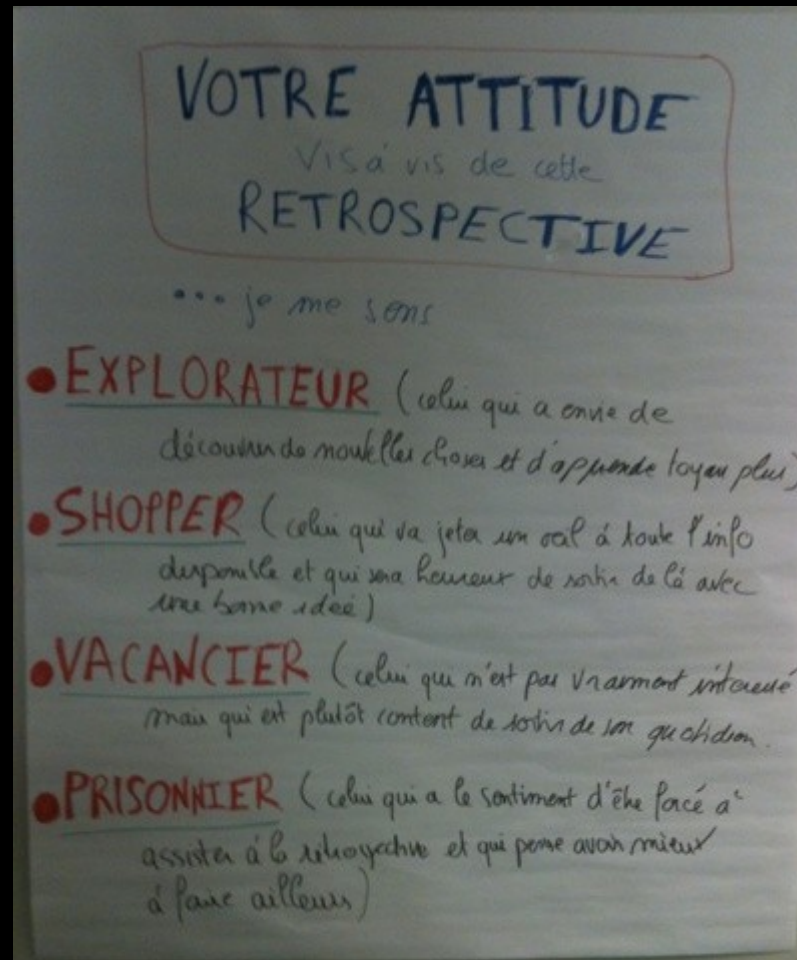 VOTRE ATTITUDE
Vis à vis de cette
RETROSPECTIVE
... je me sens
• EXPLORATEUR (celui qui a envie de
découvrir de nouvelles choses et d'apprendre toujours plus)
• SHOPPER (celui qui va jeter un œil à toute l'info
disponible et qui sera heureux de sortir de là avec
une bonne idée)
• VACANCIER (celui qui n'est pas vraiment intéressé
mais qui est plutôt content de sortir de son quotidien.
• PRISONNIER (celui qui a le sentiment d'être forcé à
assister à la rétrospective et qui pense avoir mieux
à faire ailleurs)